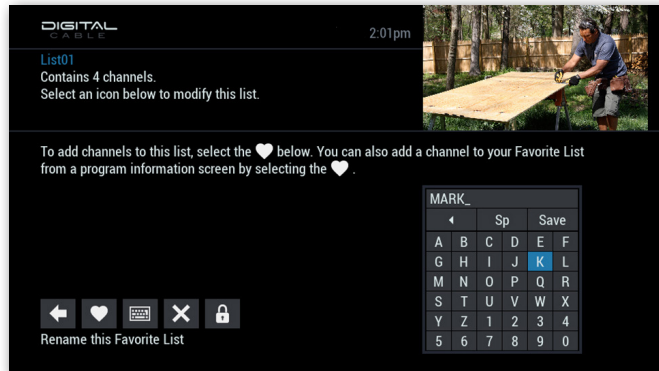 DIGITAL
CABLE
2:01pm
List01
Contains 4 channels.
Select an icon below to modify this list.
To add channels to this list, select the below. You can also add a channel to your Favorite List
from a program information screen by selecting the .
MARK_
Sp Save
A B C D E F
G H I J K L
M N O P Q R
S T U V W X
Y Z 1 2 3 4
5 6 7 8 9 0
Rename this Favorite List